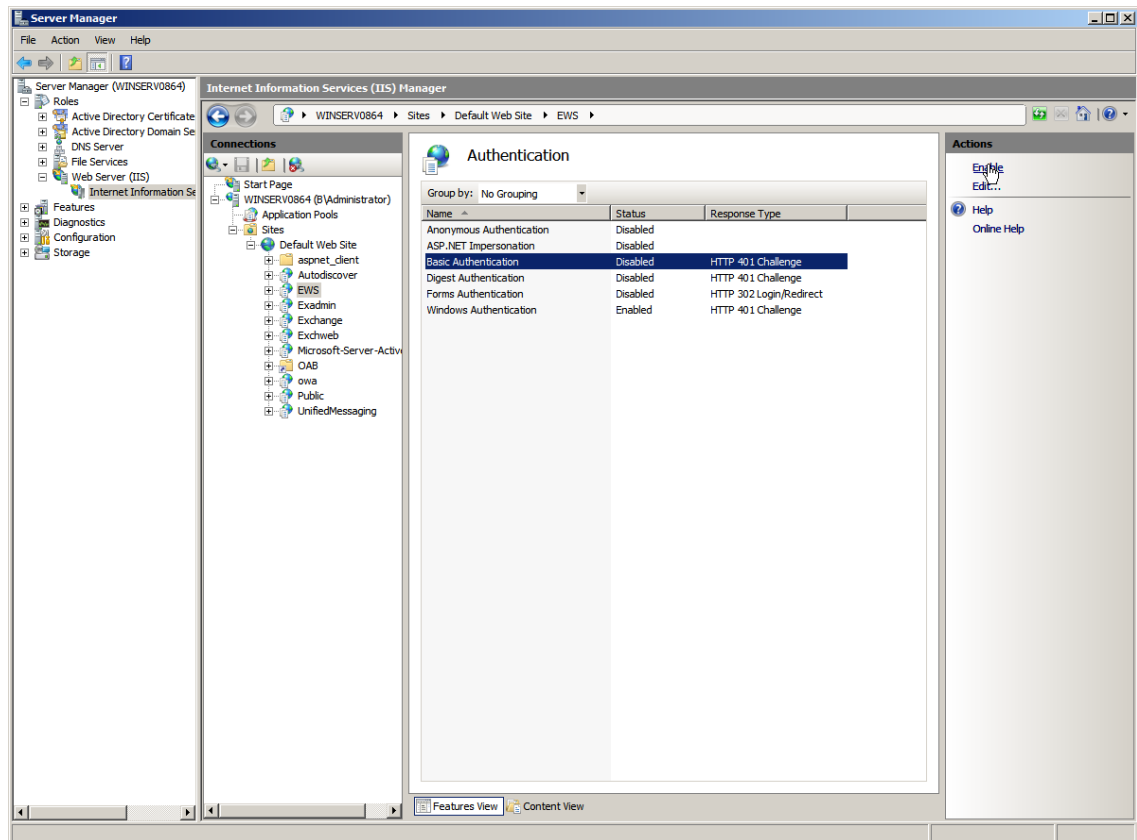 Server Manager
File Action View Help
Server Manager (WINSERV0864)
Roles
Active Directory Certificate
Active Directory Domain Se
DNS Server
File Services
Web Server (IIS)
Internet Information Se
Features
Diagnostics
Configuration
Storage
Internet Information Services (IIS) Manager
WINSERV0864 Sites Default Web Site EWS
Connections
Start Page
WINSERV0864 (B\Administrator)
Application Pools
Sites
Default Web Site
aspnet_client
Autodiscover
EWS
Exadmin
Exchange
Exchweb
Microsoft-Server-Active
OAB
owa
Public
UnifiedMessaging
Authentication
Group by: No Grouping
Name Status Response Type
Anonymous Authentication Disabled
ASP.NET Impersonation Disabled
Basic Authentication Disabled HTTP 401 Challenge
Digest Authentication Disabled HTTP 401 Challenge
Forms Authentication Disabled HTTP 302 Login/Redirect
Windows Authentication Enabled HTTP 401 Challenge
Features View Content View
Actions
Enable
Edit...
Help
Online Help